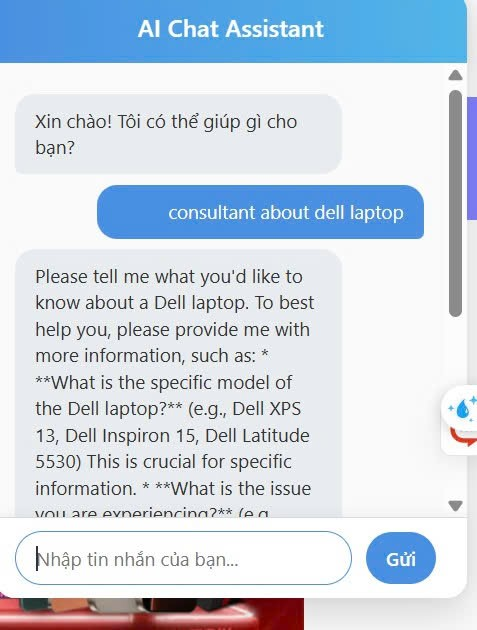 AI Chat Assistant
Xin chào! Tôi có thể giúp gì cho
bạn?
consultant about dell laptop
Please tell me what you'd like to
know about a Dell laptop. To best
help you, please provide me with
more information, such as: *
**What is the specific model of
the Dell laptop?** (e.g., Dell XPS
13, Dell Inspiron 15, Dell Latitude
5530) This is crucial for specific
information. * **What is the issue
you are experiencing?** (e.g.
Nhập tin nhắn của bạn...
Gửi